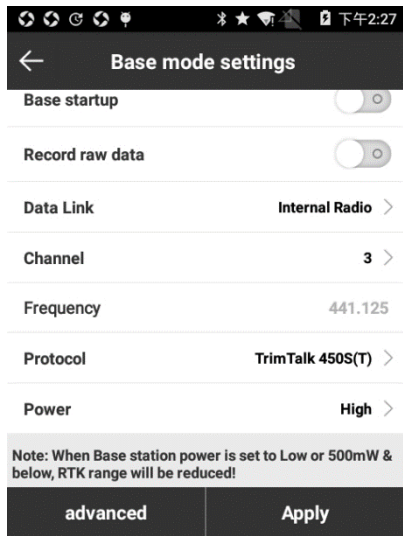 下午2:27
Base mode settings
Base startup
Record raw data
Data Link Internal Radio
Channel 3
Frequency 441.125
Protocol TrimTalk 450S(T)
Power High
Note: When Base station power is set to Low or 500mW &
below, RTK range will be reduced!
advanced Apply